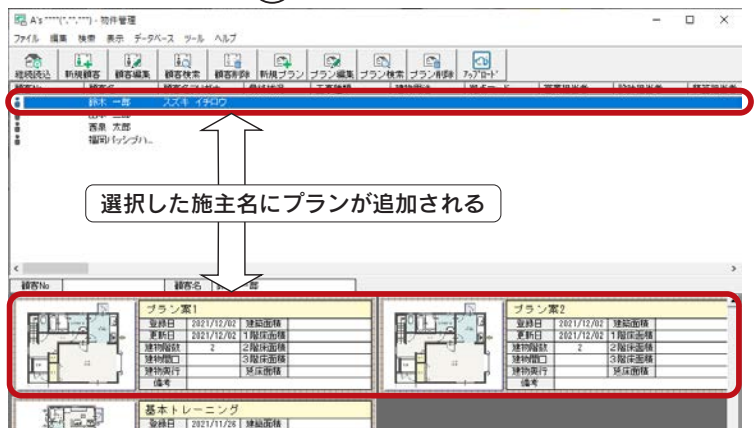 A's ****(*,**,***) - 物件管理
ファイル 編集 検索 表示 データベース ツール ヘルプ
継続読込 新規顧客 顧客編集 顧客検索 顧客削除 新規プラン プラン編集 プラン検索 プラン削除 アップロード
鈴木 一郎 スズキ イチロウ
西泉 太郎
福岡パッシブハ...
選択した施主名にプランが追加される
顧客No 顧客名
プラン案1
登録日 2021/12/02 建築面積
更新日 2021/12/02 1階床面積
建物階数 2 2階床面積
建物間口 3階床面積
建物奥行 延床面積
備考
プラン案2
登録日 2021/12/02 建築面積
更新日 2021/12/02 1階床面積
建物階数 2 2階床面積
建物間口 3階床面積
建物奥行 延床面積
備考
基本トレーニング
登録日 2021/11/26 建築面積